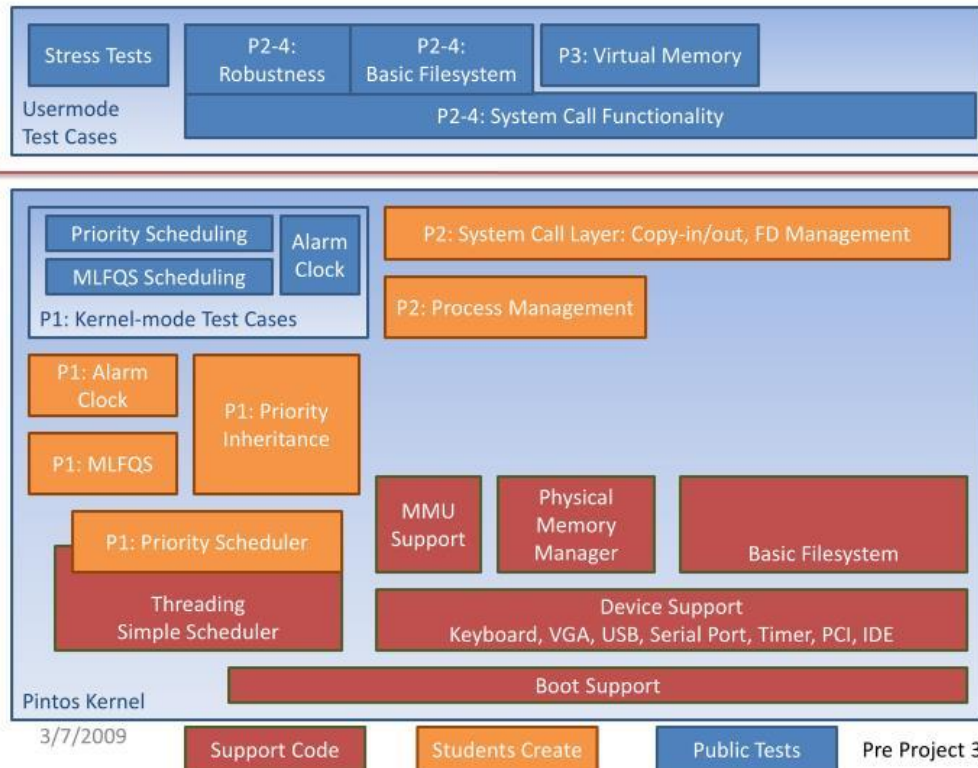 Stress Tests
P2-4:
Robustness
P2-4:
Basic Filesystem
P3: Virtual Memory
Usermode
Test Cases
P2-4: System Call Functionality
Priority Scheduling
MLFQS Scheduling
Alarm
Clock
P1: Kernel-mode Test Cases
P2: System Call Layer: Copy-in/out, FD Management
P2: Process Management
P1: Alarm
Clock
P1: Priority
Inheritance
P1: MLFQS
P1: Priority Scheduler
Threading
Simple Scheduler
MMU
Support
Physical
Memory
Manager
Basic Filesystem
Device Support
Keyboard, VGA, USB, Serial Port, Timer, PCI, IDE
Boot Support
Pintos Kernel
3/7/2009
Support Code
Students Create
Public Tests
Pre Project 3